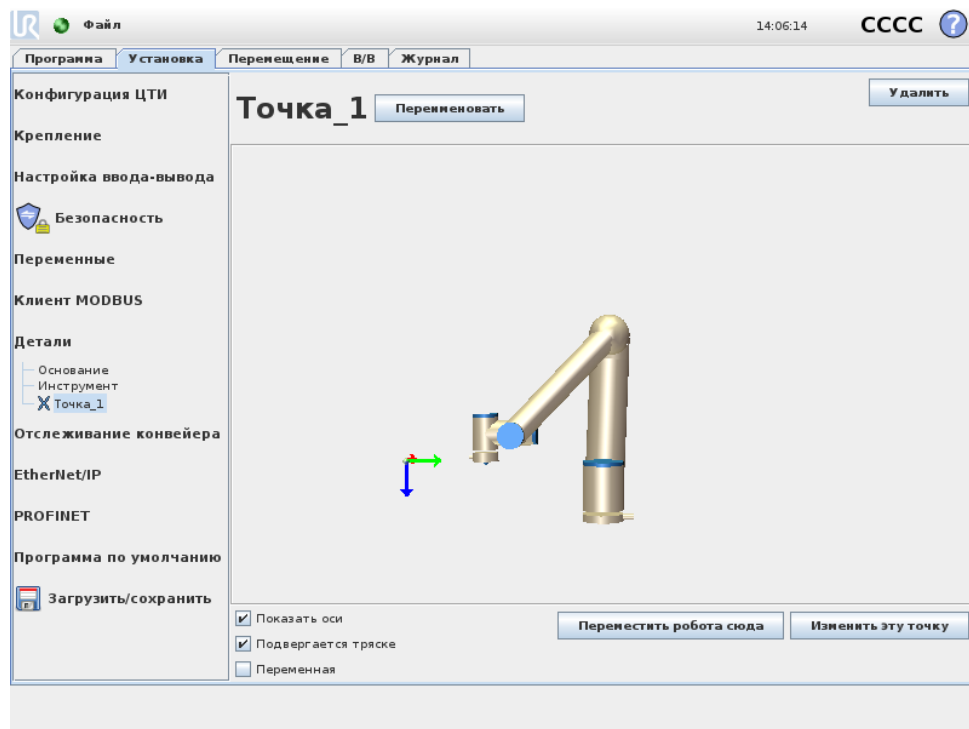 UR Файл 14:06:14 CCCC ?
Программа Установка Перемещение В/В Журнал
Конфигурация ЦТИ
Крепление
Настройка ввода-вывода
Безопасность
Переменные
Клиент MODBUS
Детали
Основание
Инструмент
Точка_1
Отслеживание конвейера
EtherNet/IP
PROFINET
Программа по умолчанию
Загрузить/сохранить
Точка_1 Переименовать Удалить
Показать оси
Подвергается тряске
Переменная
Переместить робота сюда Изменить эту точку